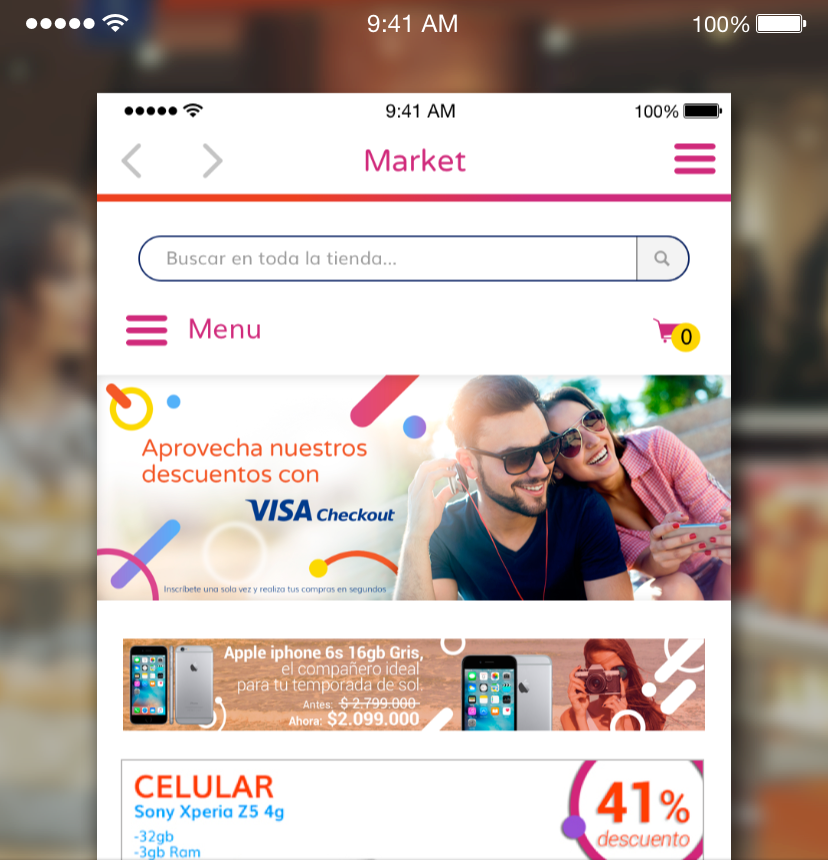 9:41 AM 100%
9:41 AM 100%
Market
Buscar en toda la tienda...
Menu
0
Aprovecha nuestros
descuentos con
VISA Checkout
Inscríbete una sola vez y realiza tus compras en segundos
Apple iphone 6s 16gb Gris,
el compañero ideal
para tu temporada de sol.
Antes: $ 2.799.000
Ahora: $2.099.000
CELULAR
Sony Xperia Z5 4g
-32gb
-3gb Ram
41%
descuento